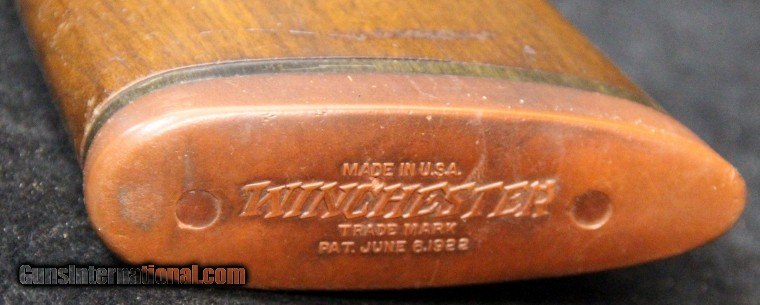 MADE IN U.S.A.
WINCHESTER
TRADE MARK
PAT. JUNE 6, 1922
GunsInternational.com